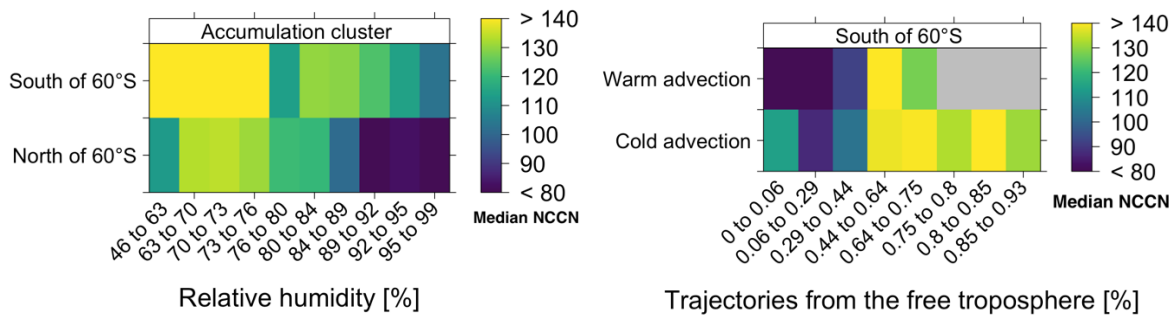 Accumulation cluster
South of 60°S
North of 60°S
46 to 63
63 to 70
70 to 73
73 to 76
76 to 80
80 to 84
84 to 89
89 to 92
92 to 95
95 to 99
Relative humidity [%]
> 140
130
120
110
100
90
< 80
Median NCCN
South of 60°S
Warm advection
Cold advection
0 to 0.06
0.06 to 0.29
0.29 to 0.44
0.44 to 0.64
0.64 to 0.75
0.75 to 0.8
0.8 to 0.85
0.85 to 0.93
Trajectories from the free troposphere [%]
> 140
130
120
110
100
90
< 80
Median NCCN